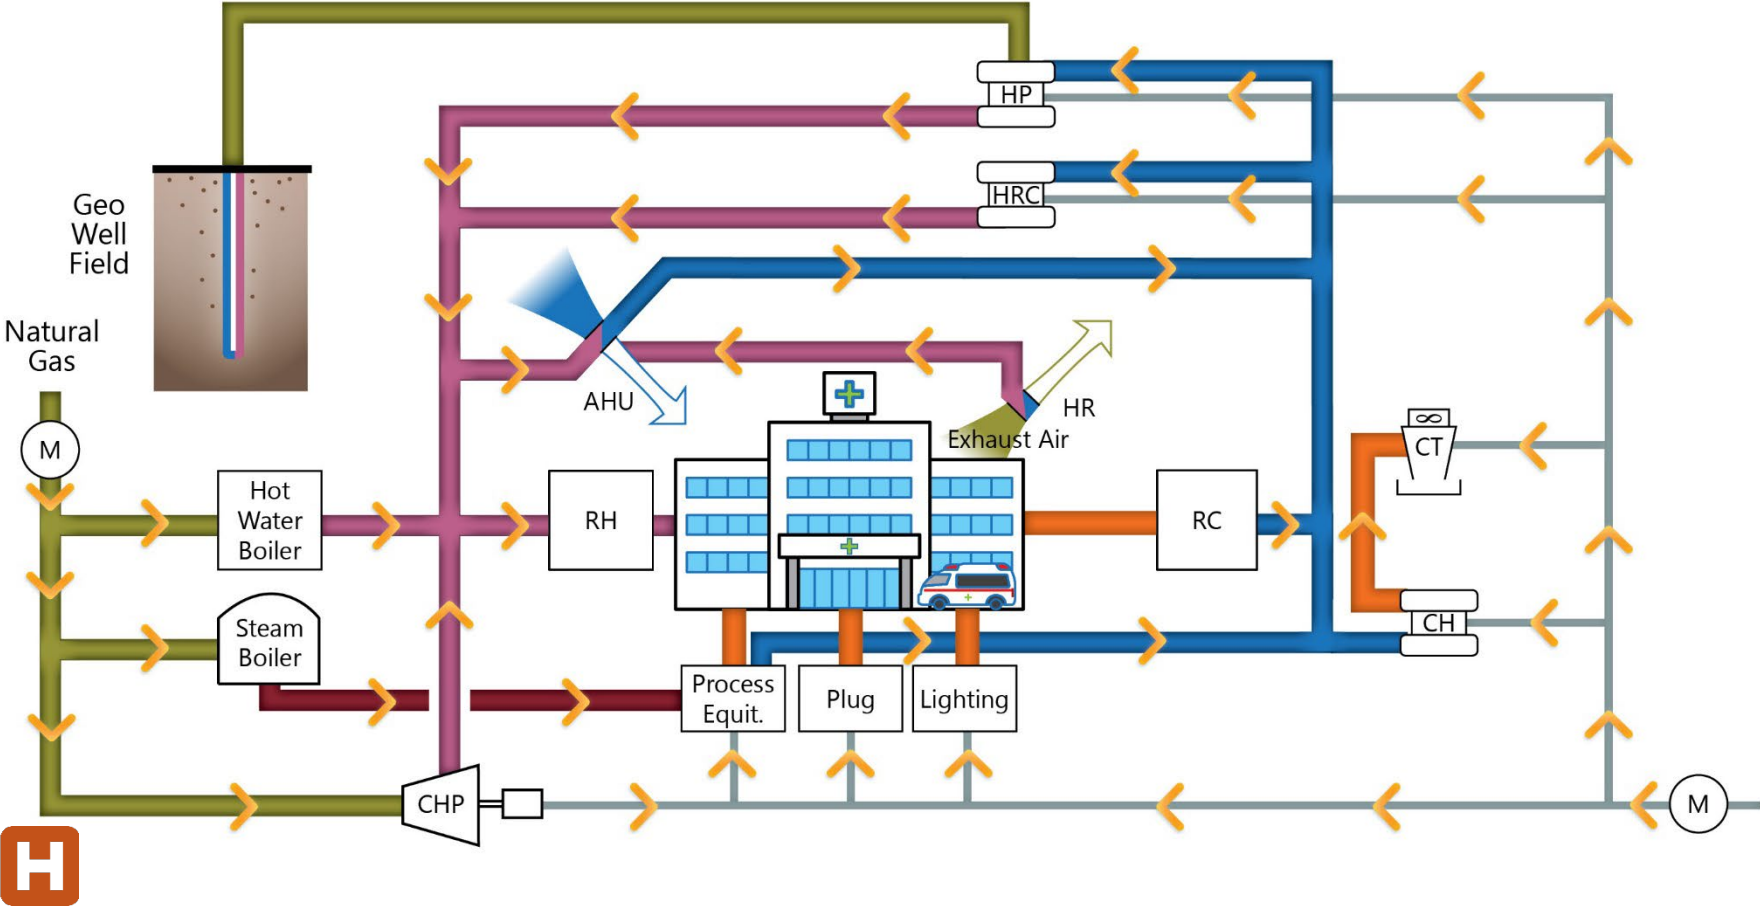 HP
HRC
Geo
Well
Field
Natural
Gas
AHU
HR
Exhaust Air
M
CT
Hot
Water
Boiler
RH
RC
Steam
Boiler
CH
Process
Equit.
Plug
Lighting
CHP
M
H